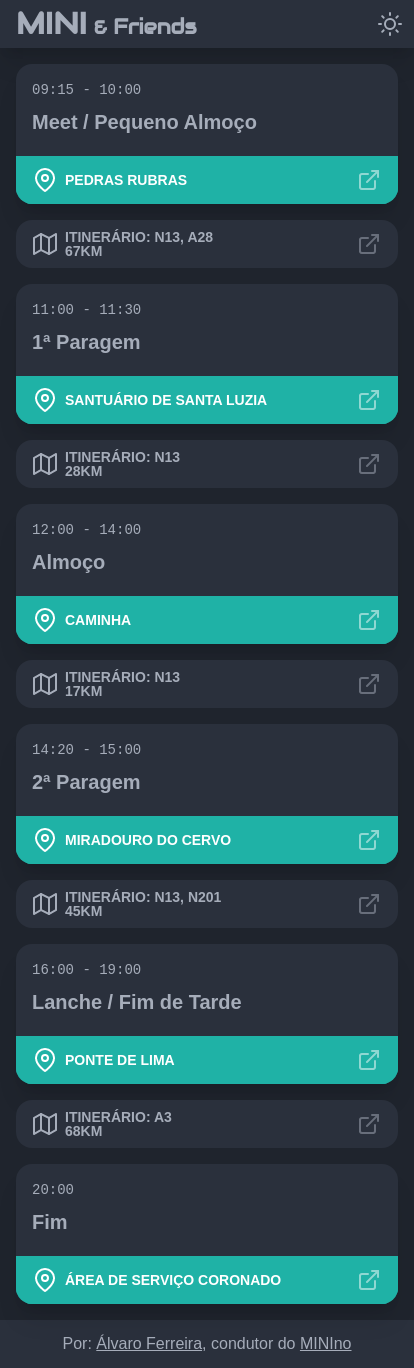 MINI & Friends
09:15 - 10:00
Meet / Pequeno Almoço
PEDRAS RUBRAS
ITINERÁRIO: N13, A28
67KM
11:00 - 11:30
1ª Paragem
SANTUÁRIO DE SANTA LUZIA
ITINERÁRIO: N13
28KM
12:00 - 14:00
Almoço
CAMINHA
ITINERÁRIO: N13
17KM
14:20 - 15:00
2ª Paragem
MIRADOURO DO CERVO
ITINERÁRIO: N13, N201
45KM
16:00 - 19:00
Lanche / Fim de Tarde
PONTE DE LIMA
ITINERÁRIO: A3
68KM
20:00
Fim
ÁREA DE SERVIÇO CORONADO
Por: Álvaro Ferreira, condutor do MINIno